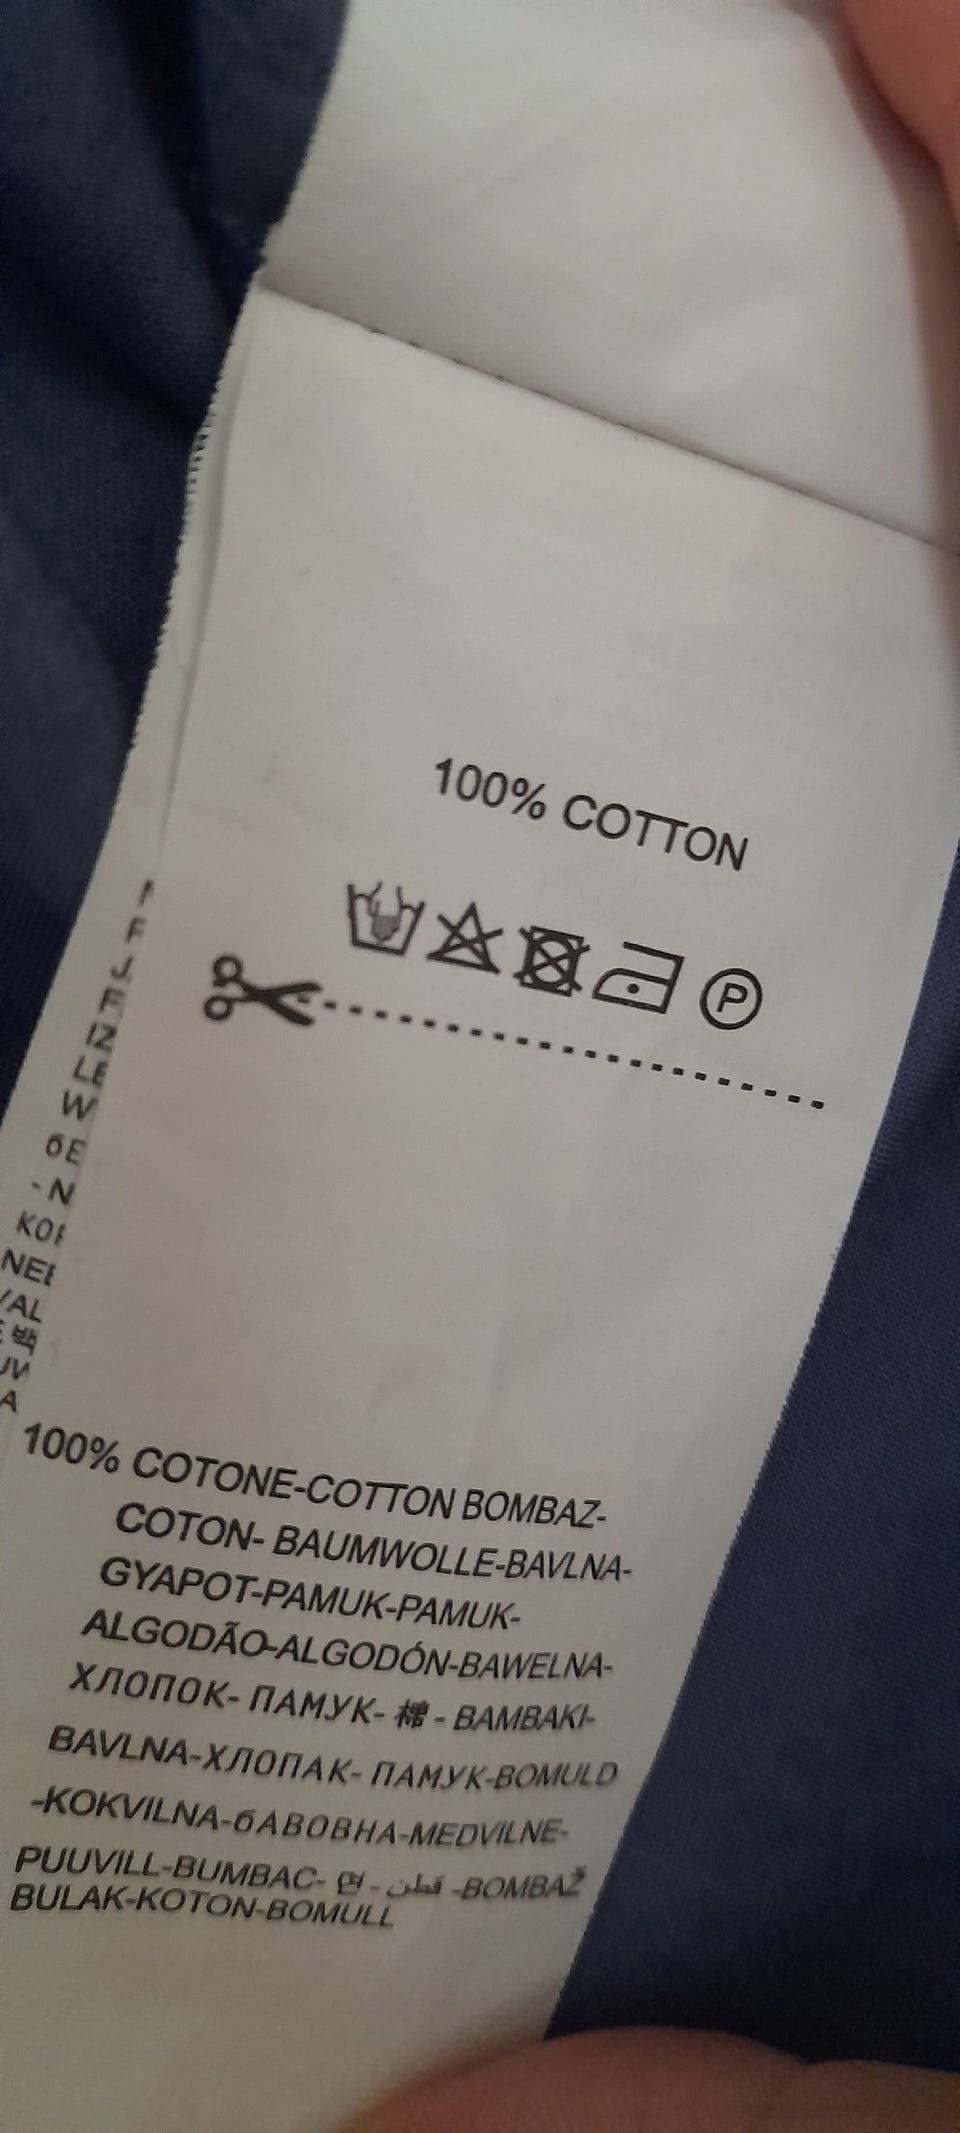 100% COTTON
P
100% COTONE-COTTON BOMBAZ-
COTON- BAUMWOLLE-BAVLNA-
GYAPOT-PAMUK-PAMUK-
ALGODÃO-ALGODÓN-BAWELNA-
ХЛОПОК- ПАМУК- 棉 - BAMBAKI-
BAVLNA-ХЛОПАК- ПАМУК-BOMULD
-KOKVILNA-бАВОВНА-MEDVILNE-
PUUVILL-BUMBAC- 면 - قطن -BOMBAŽ
BULAK-KOTON-BOMULL